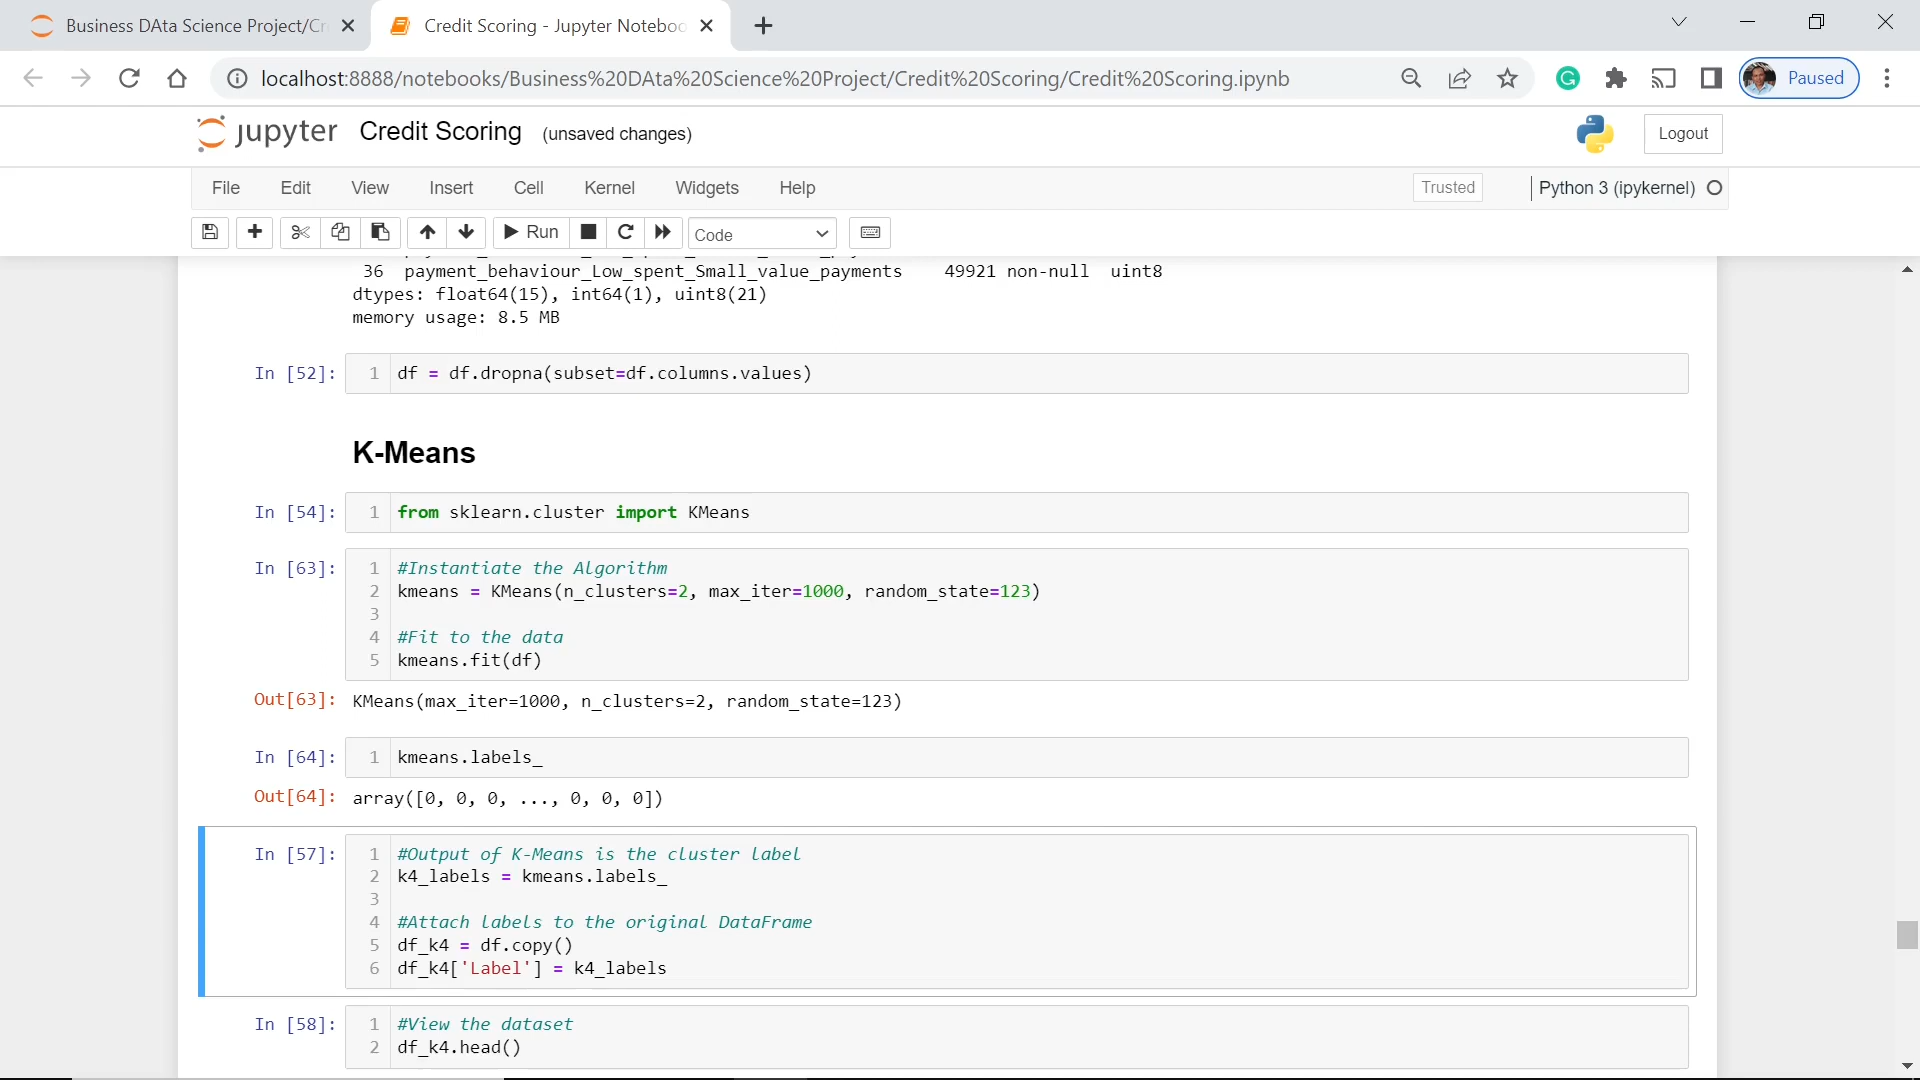 Business DAta Science Project/Cr
Credit Scoring - Jupyter Noteboo
localhost:8888/notebooks/Business%20DAta%20Science%20Project/Credit%20Scoring/Credit%20Scoring.ipynb
Paused
jupyter Credit Scoring (unsaved changes)
Logout
File Edit View Insert Cell Kernel Widgets Help
Trusted
Python 3 (ipykernel)
Run
Code
36 payment_behaviour_Low_spent_Small_value_payments 49921 non-null uint8
dtypes: float64(15), int64(1), uint8(21)
memory usage: 8.5 MB
In [52]: 1 df = df.dropna(subset=df.columns.values)
K-Means
In [54]: 1 from sklearn.cluster import KMeans
In [63]: 1 #Instantiate the Algorithm
2 kmeans = KMeans(n_clusters=2, max_iter=1000, random_state=123)
3
4 #Fit to the data
5 kmeans.fit(df)
Out[63]: KMeans(max_iter=1000, n_clusters=2, random_state=123)
In [64]: 1 kmeans.labels_
Out[64]: array([0, 0, 0, ..., 0, 0, 0])
In [57]: 1 #Output of K-Means is the cluster label
2 k4_labels = kmeans.labels_
3
4 #Attach labels to the original DataFrame
5 df_k4 = df.copy()
6 df_k4['Label'] = k4_labels
In [58]: 1 #View the dataset
2 df_k4.head()